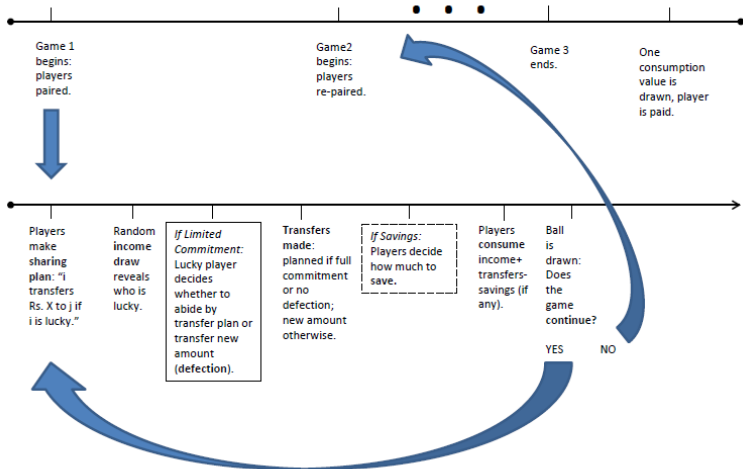 Game 1
begins:
players
paired.
Game2
begins:
players
re-paired.
Game 3
ends.
One
consumption
value is
drawn, player
is paid.
Players
make
sharing
plan: “i
transfers
Rs. X to j if
i is lucky.”
Random
income
draw
reveals
who is
lucky.
If Limited
Commitment:
Lucky player
decides
whether to
abide by
transfer plan or
transfer new
amount
(defection).
Transfers
made:
planned if full
commitment
or no
defection;
new amount
otherwise.
If Savings:
Players decide
how much to
save.
Players
consume
income+
transfers-
savings (if
any).
Ball
is
drawn:
Does
the
game
continue?
YES
NO